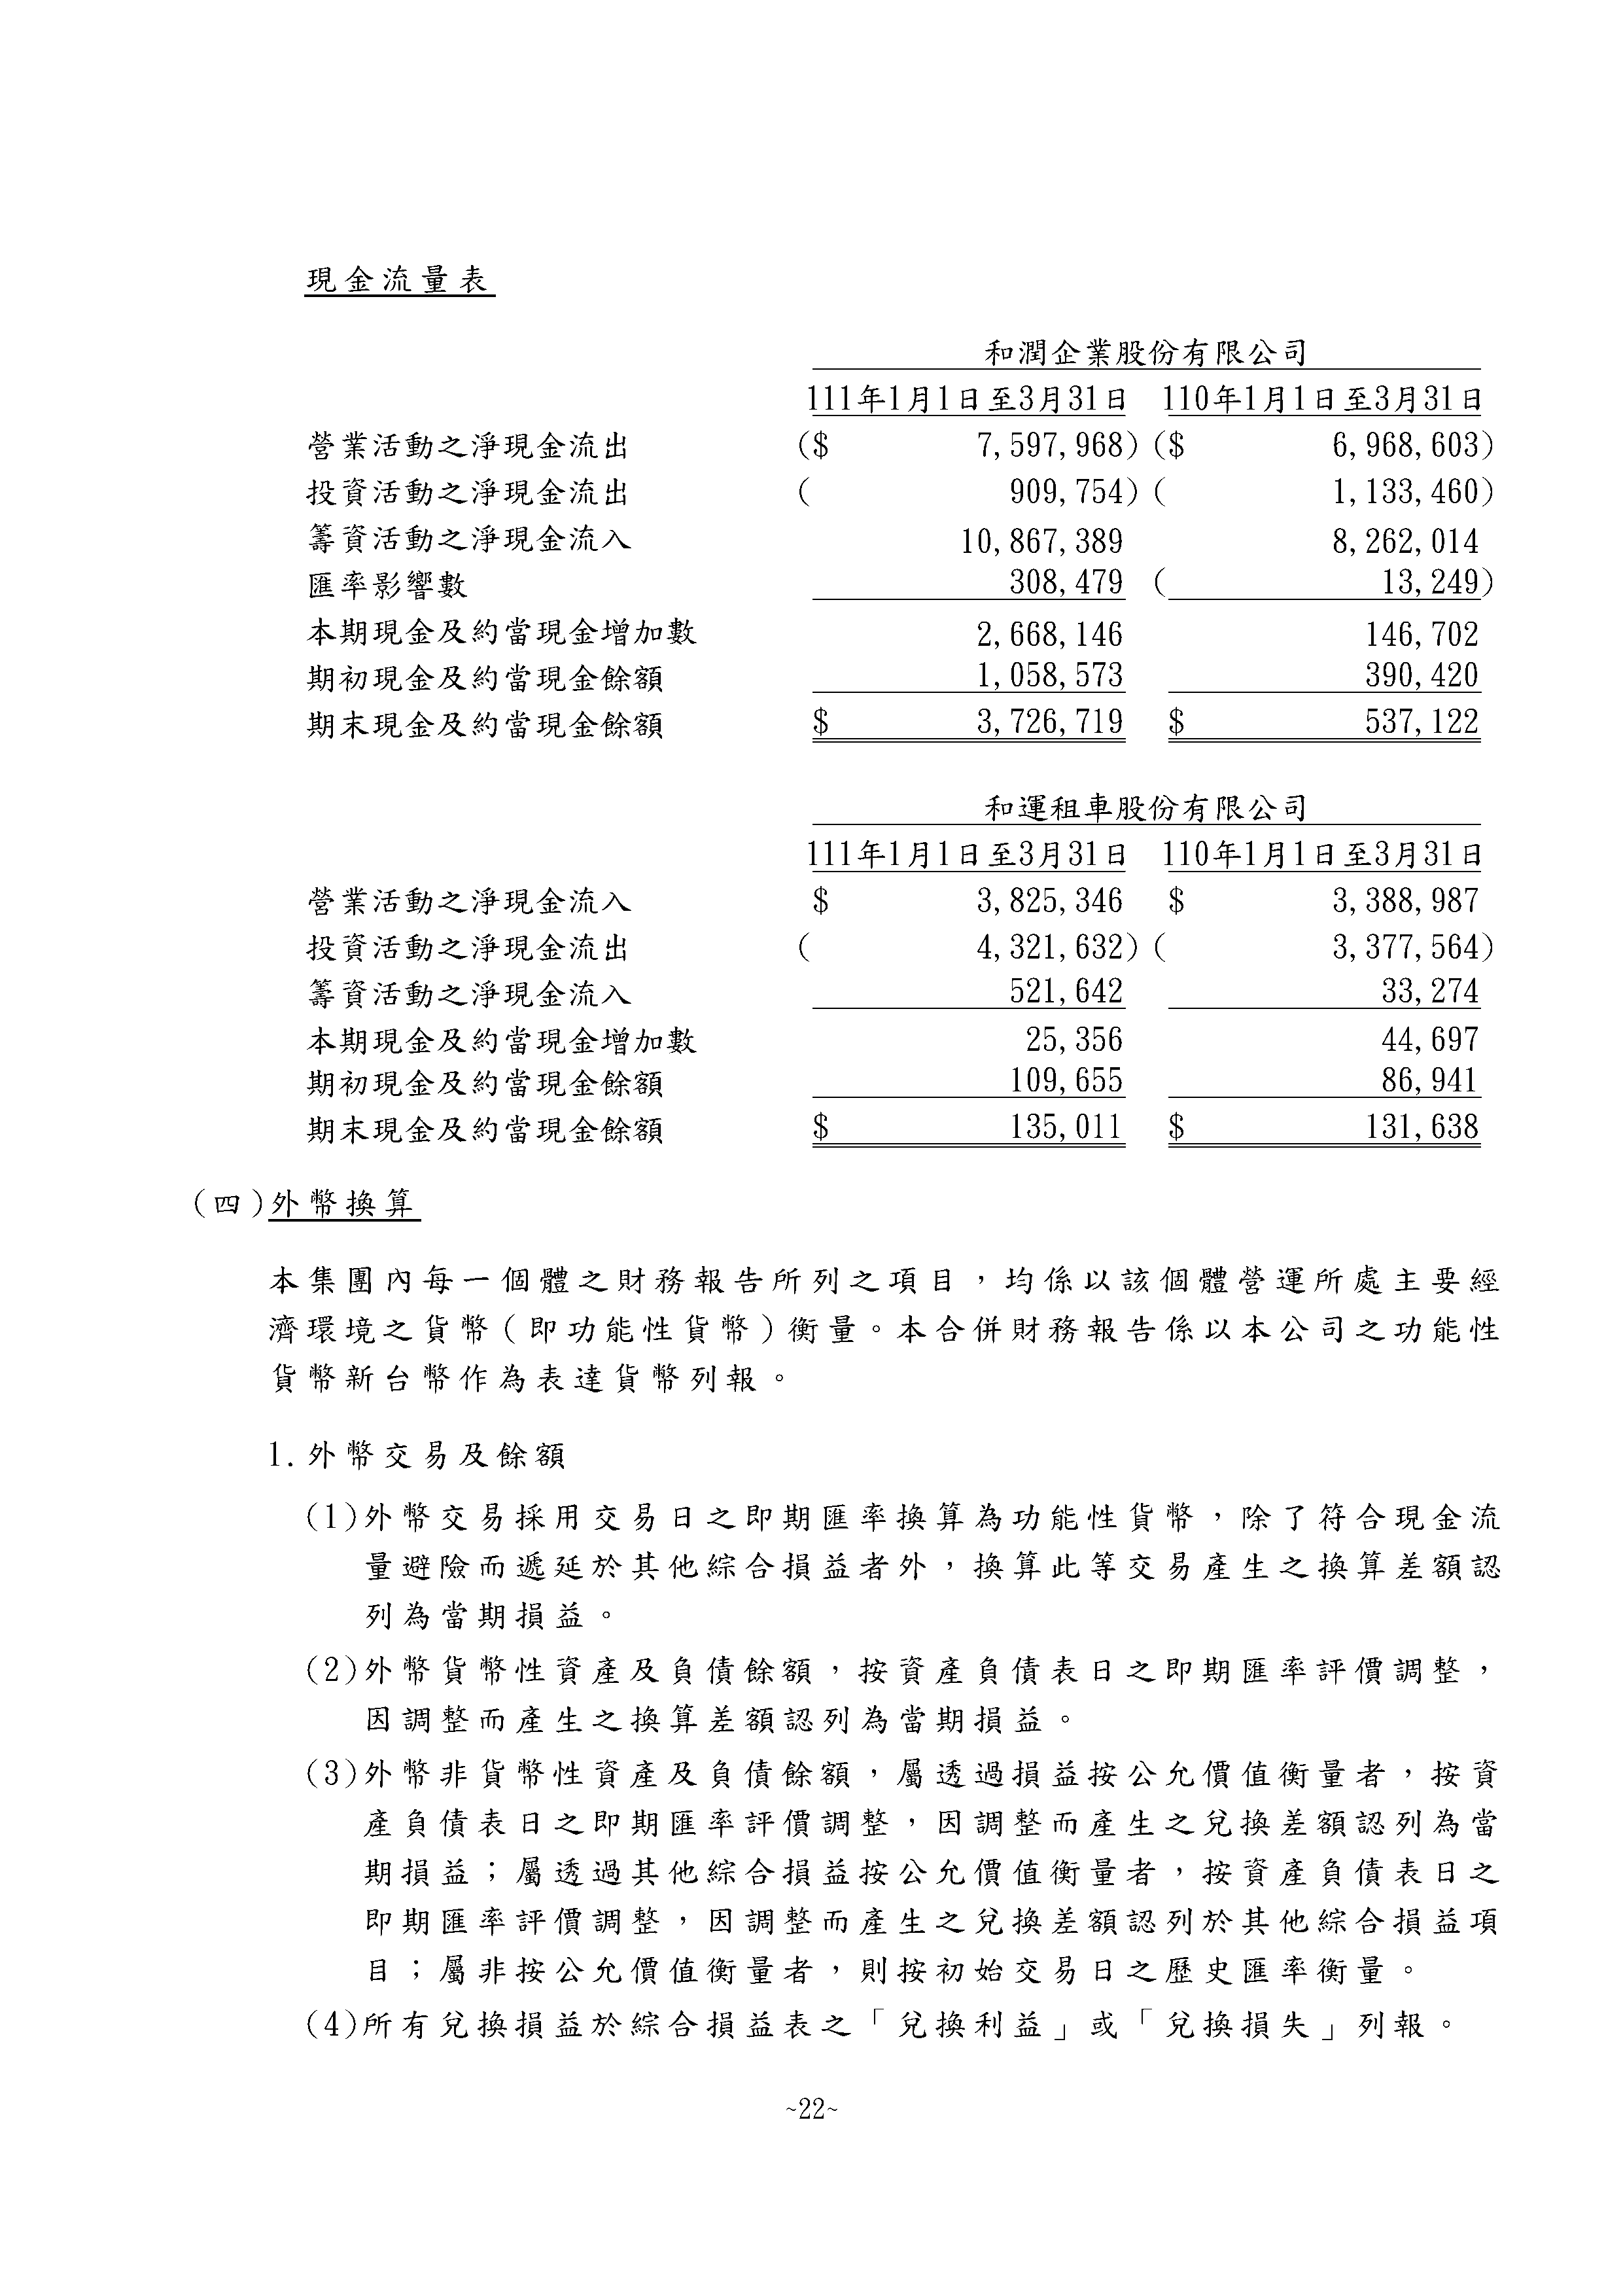 現金流量表
和潤企業股份有限公司
111年1月1日至3月31日 110年1月1日至3月31日
營業活動之淨現金流出 ($ 7,597,968) ($ 6,968,603)
投資活動之淨現金流出 ( 909,754) ( 1,133,460)
籌資活動之淨現金流入 10,867,389 8,262,014
匯率影響數 308,479 ( 13,249)
本期現金及約當現金增加數 2,668,146 146,702
期初現金及約當現金餘額 1,058,573 390,420
期末現金及約當現金餘額 $ 3,726,719 $ 537,122
和運租車股份有限公司
111年1月1日至3月31日 110年1月1日至3月31日
營業活動之淨現金流入 $ 3,825,346 $ 3,388,987
投資活動之淨現金流出 ( 4,321,632) ( 3,377,564)
籌資活動之淨現金流入 521,642 33,274
本期現金及約當現金增加數 25,356 44,697
期初現金及約當現金餘額 109,655 86,941
期末現金及約當現金餘額 $ 135,011 $ 131,638
(四)外幣換算
本集團內每一個體之財務報告所列之項目，均係以該個體營運所處主要經
濟環境之貨幣(即功能性貨幣)衡量。本合併財務報告係以本公司之功能性
貨幣新台幣作為表達貨幣列報。
1.外幣交易及餘額
(1)外幣交易採用交易日之即期匯率換算為功能性貨幣，除了符合現金流
量避險而遞延於其他綜合損益者外，換算此等交易產生之換算差額認
列為當期損益。
(2)外幣貨幣性資產及負債餘額，按資產負債表日之即期匯率評價調整，
因調整而產生之換算差額認列為當期損益。
(3)外幣非貨幣性資產及負債餘額，屬透過損益按公允價值衡量者，按資
產負債表日之即期匯率評價調整，因調整而產生之兌換差額認列為當
期損益；屬透過其他綜合損益按公允價值衡量者，按資產負債表日之
即期匯率評價調整，因調整而產生之兌換差額認列於其他綜合損益項
目；屬非按公允價值衡量者，則按初始交易日之歷史匯率衡量。
(4)所有兌換損益於綜合損益表之「兌換利益」或「兌換損失」列報。
~22~